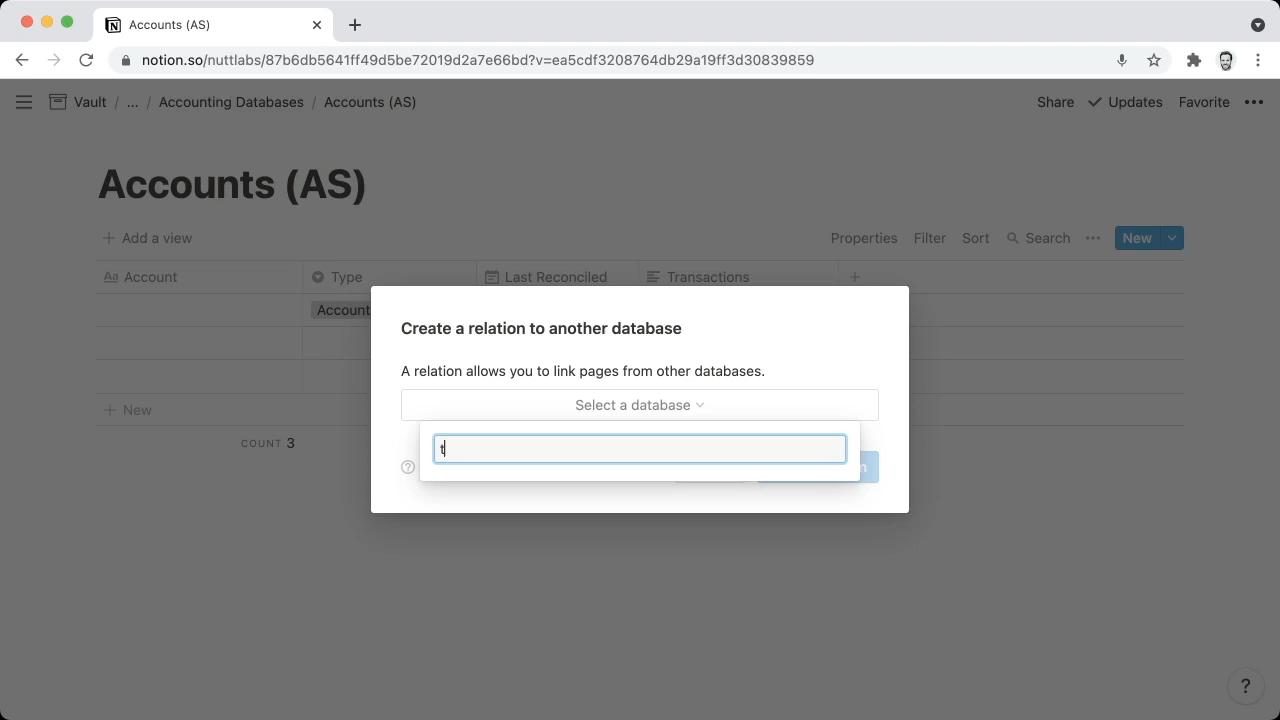 Accounts (AS)
notion.so/nuttlabs/87b6db5641ff49d5be72019d2a7e66bd?v=ea5cdf3208764db29a19ff3d30839859
Vault / ... / Accounting Databases / Accounts (AS)
Share Updates Favorite
Accounts (AS)
Add a view
Properties Filter Sort Search New
Aa Account Type Last Reconciled Transactions
Account
Create a relation to another database
A relation allows you to link pages from other databases.
Select a database
t
New
COUNT 3
?